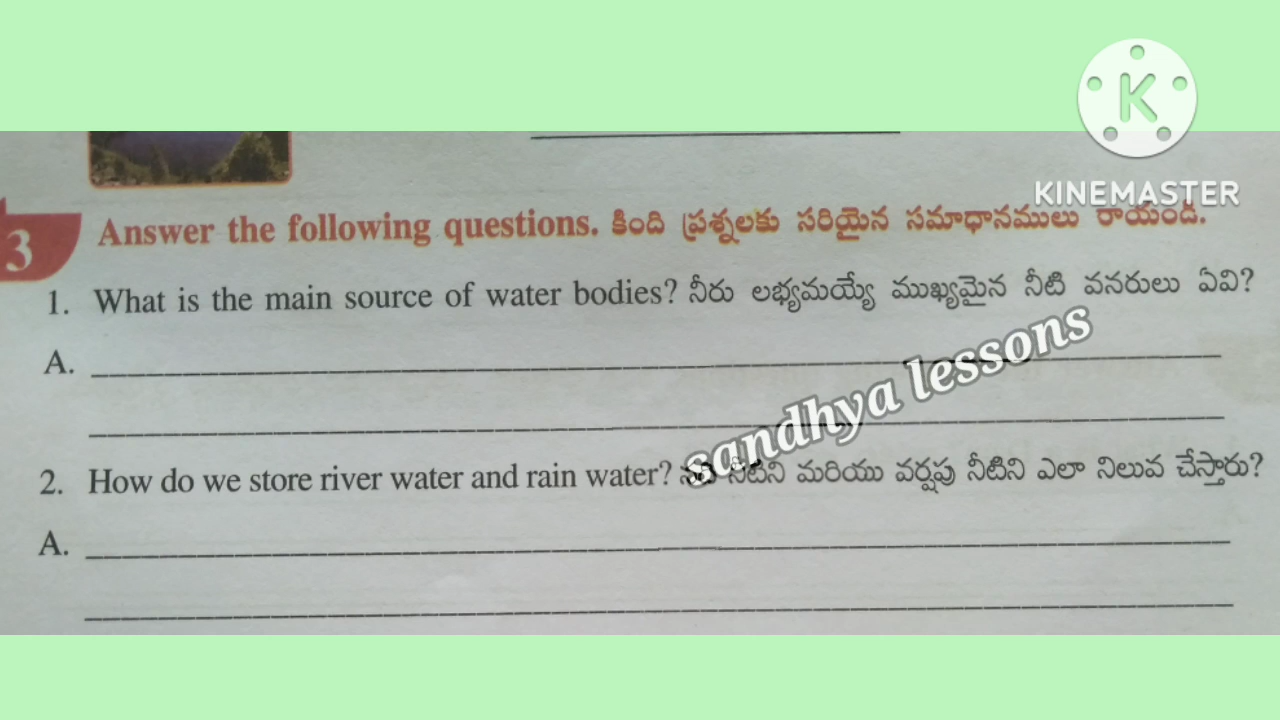 K
KINEMASTER
3 Answer the following questions. కింది ప్రశ్నలకు సరియైన సమాధానములు రాయండి.
1. What is the main source of water bodies? నీరు లభ్యమయ్యే ముఖ్యమైన నీటి వనరులు ఏవి?
A.
sandhya lessons
2. How do we store river water and rain water? నదీ నీటిని మరియు వర్షపు నీటిని ఎలా నిలువ చేస్తారు?
A.